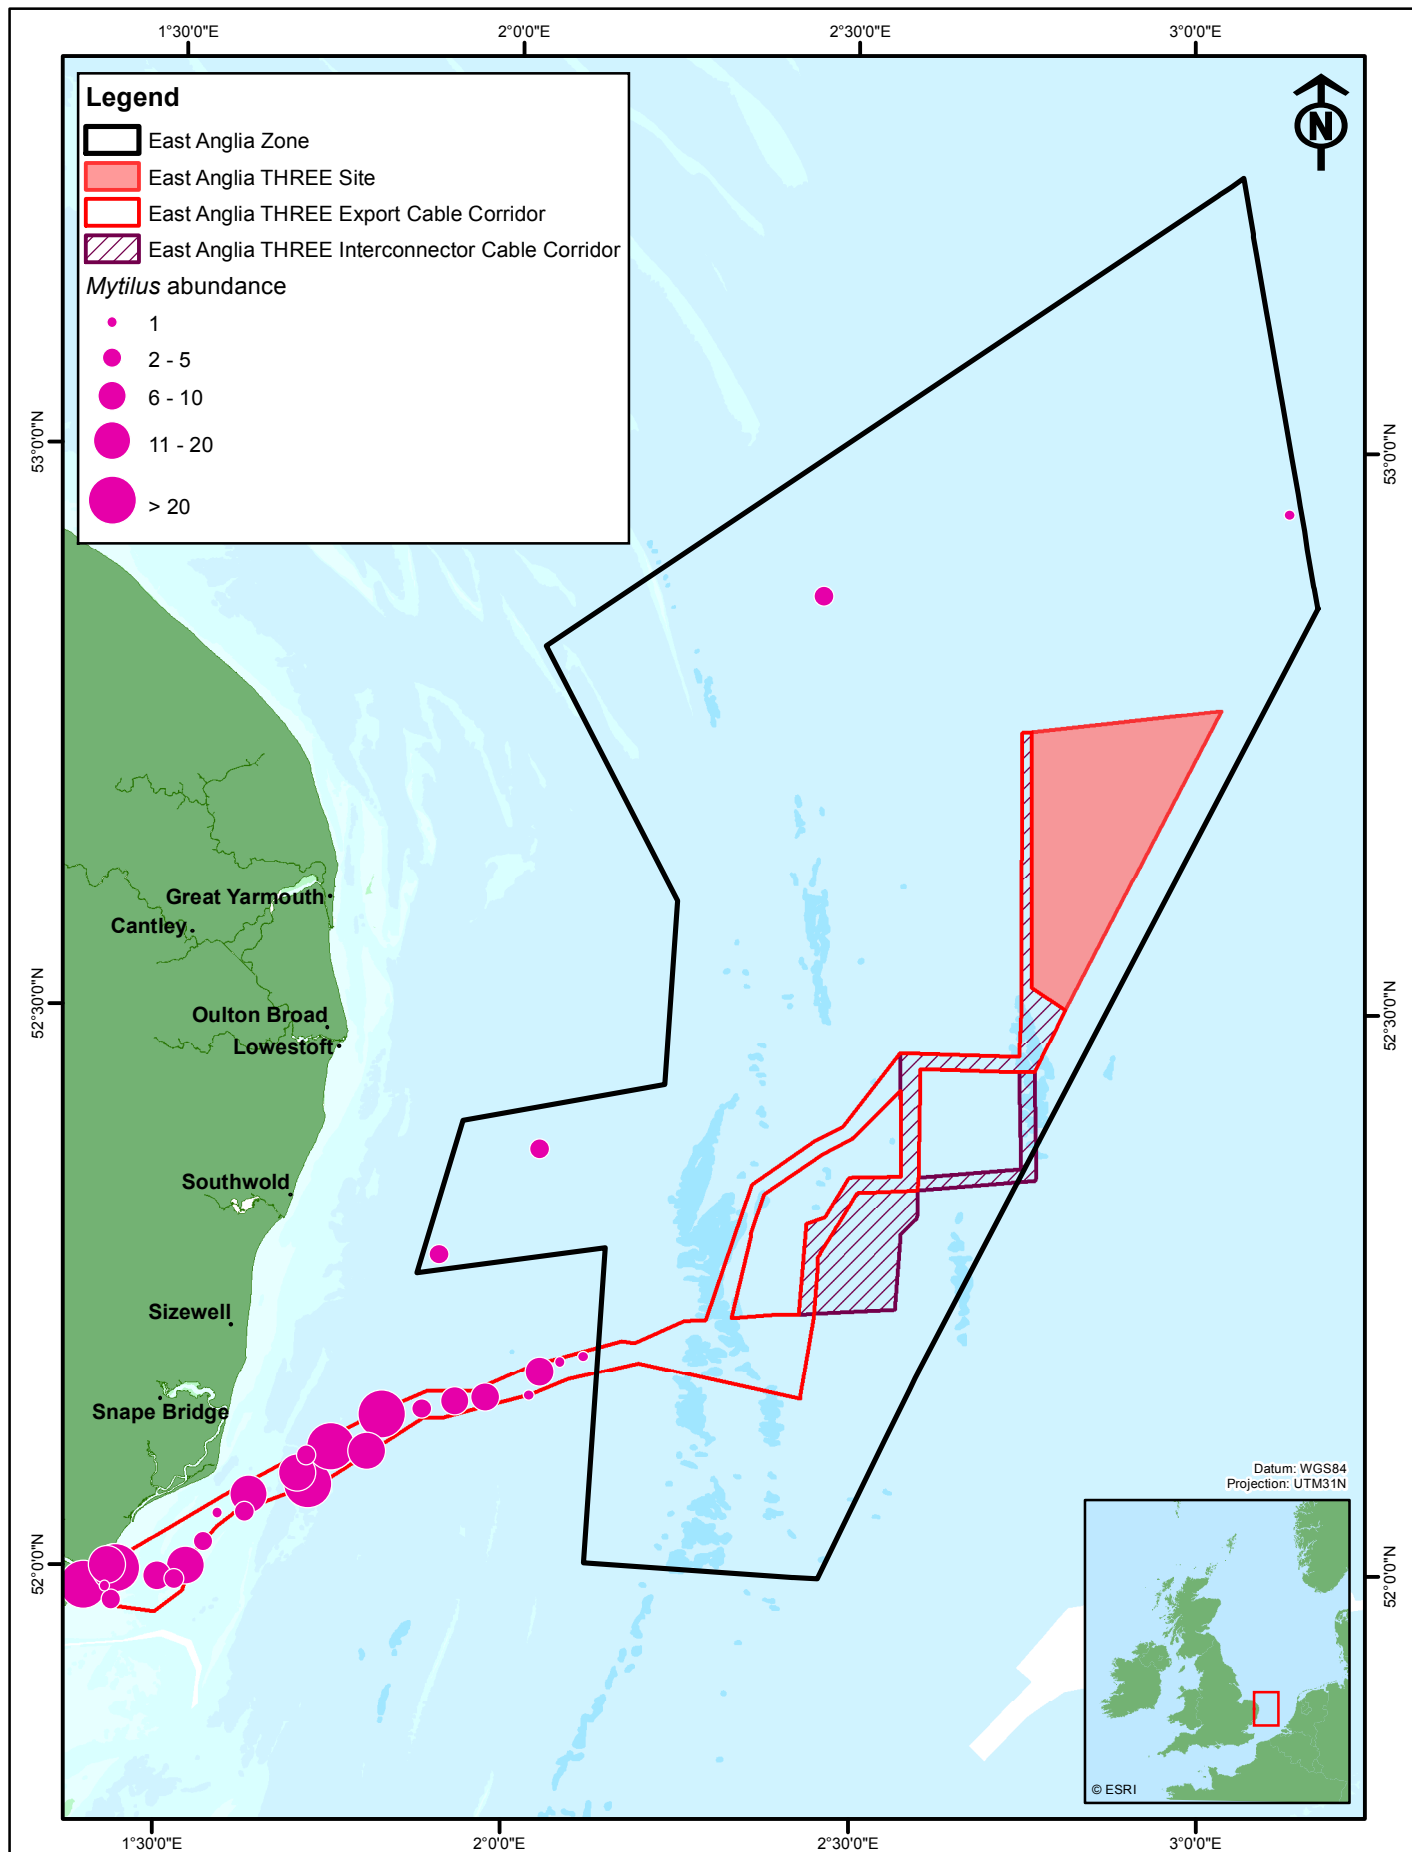 1°30'0"E
2°0'0"E
2°30'0"E
3°0'0"E
Legend
East Anglia Zone
East Anglia THREE Site
East Anglia THREE Export Cable Corridor
East Anglia THREE Interconnector Cable Corridor
Mytilus abundance
1
2 - 5
6 - 10
11 - 20
> 20
N
53°0'0"N
53°0'0"N
Great Yarmouth
Cantley
52°30'0"N
52°30'0"N
Oulton Broad
Lowestoft
Southwold
Sizewell
Snape Bridge
Datum: WGS84
Projection: UTM31N
52°0'0"N
52°0'0"N
© ESRI
1°30'0"E
2°0'0"E
2°30'0"E
3°0'0"E